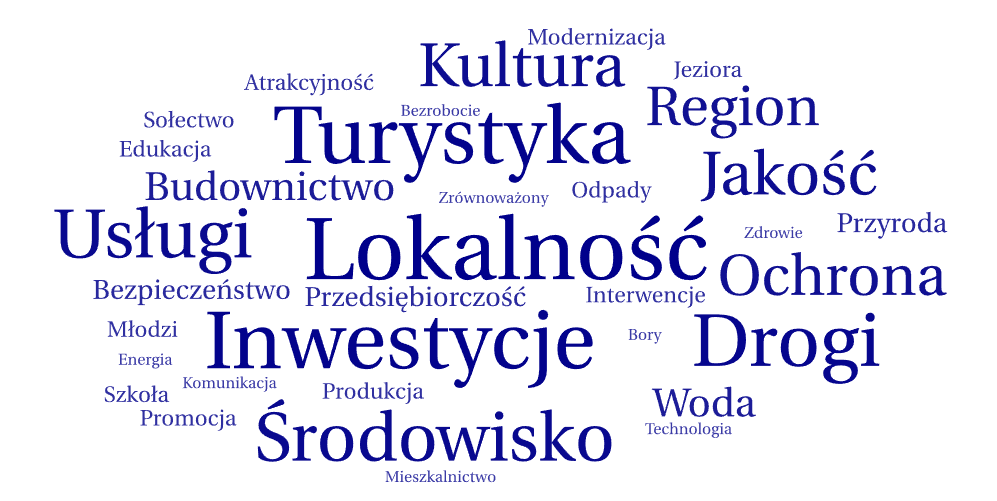 Modernizacja
Kultura
Jeziora
Atrakcyjność
Region
Bezrobocie
Sołectwo
Turystyka
Edukacja
Jakość
Budownictwo
Odpady
Zrównoważony
Przyroda
Usługi
Zdrowie
Lokalność
Ochrona
Bezpieczeństwo
Przedsiębiorczość
Interwencje
Młodzi
Inwestycje
Bory
Drogi
Energia
Komunikacja
Szkoła
Produkcja
Woda
Promocja
Technologia
Środowisko
Mieszkalnictwo